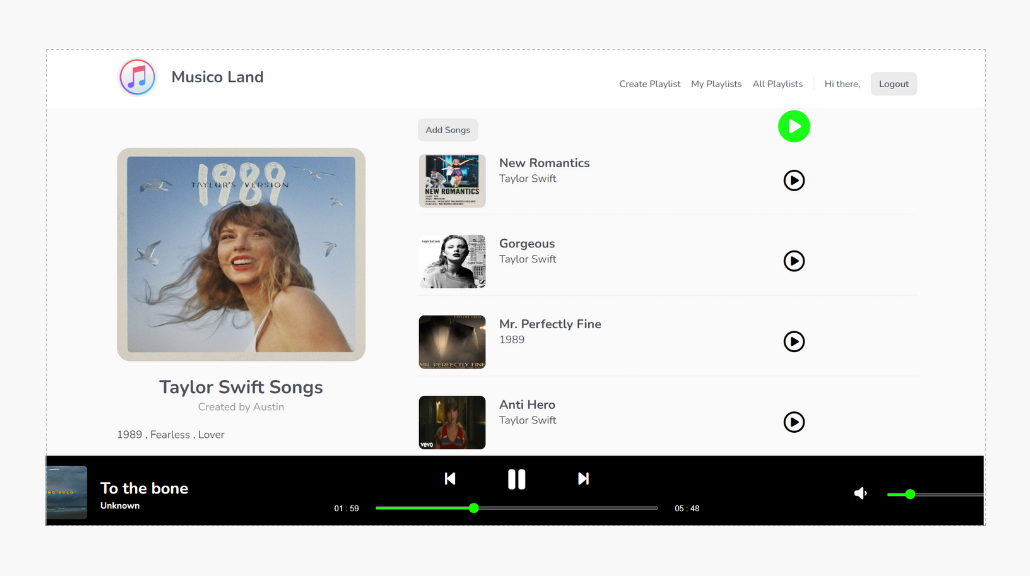 Musico Land
Create Playlist My Playlists All Playlists Hi there, Logout
Add Songs
1989
TAYLOR'S VERSION
Taylor Swift Songs
Created by Austin
1989 , Fearless , Lover
New Romantics
Taylor Swift
NEW ROMANTICS
Gorgeous
Taylor Swift
Mr. Perfectly Fine
1989
MR. PERFECTLY FINE
Anti Hero
Taylor Swift
vevo
To the bone
Unknown
01 : 59
05 : 48